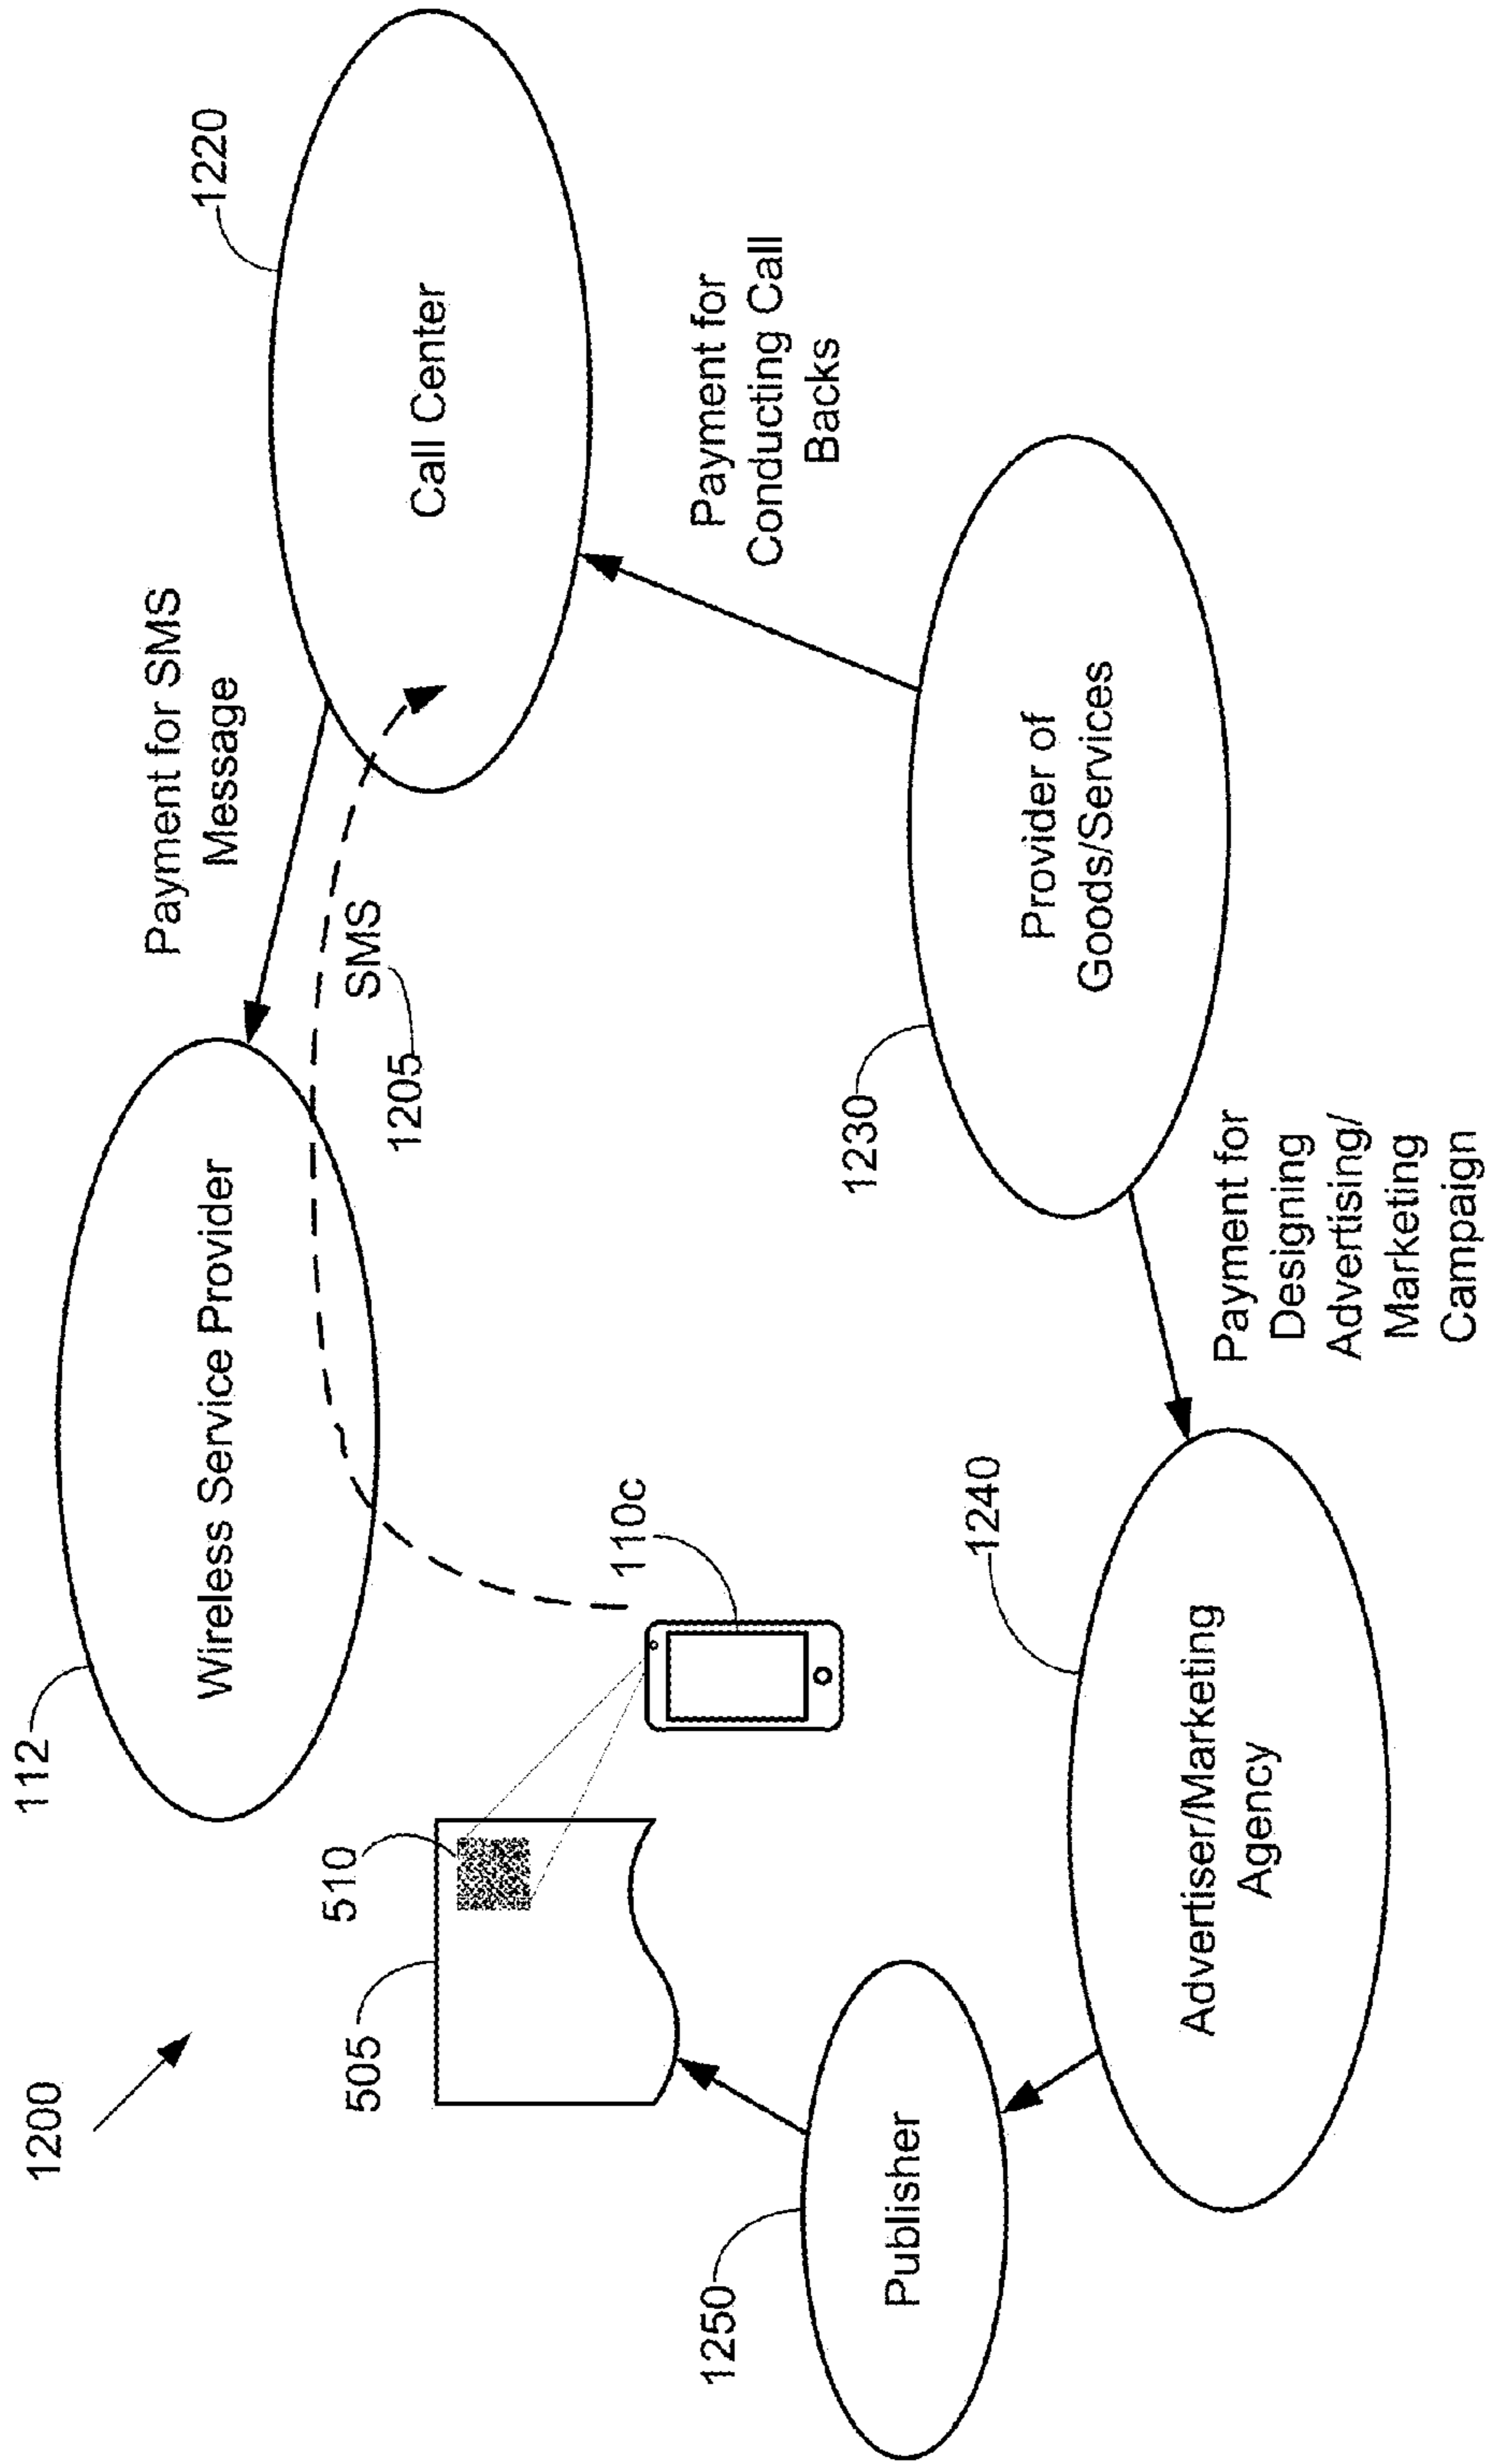 1200
112
Wireless Service Provider
Payment for SMS
Message
SMS
1205
1220
Call Center
Payment for
Conducting Call
Backs
505
510
110c
1230
Provider of
Goods/Services
Payment for
Designing
Advertising/
Marketing
Campaign
1240
Advertiser/Marketing
Agency
1250
Publisher